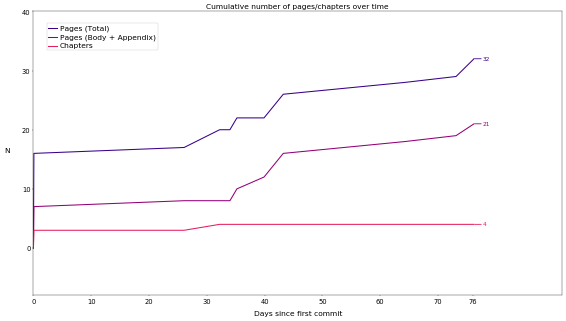 Cumulative number of pages/chapters over time
40
Pages (Total)
Pages (Body + Appendix)
Chapters
30
20
10
0
N
32
21
4
0 10 20 30 40 50 60 70 76
Days since first commit